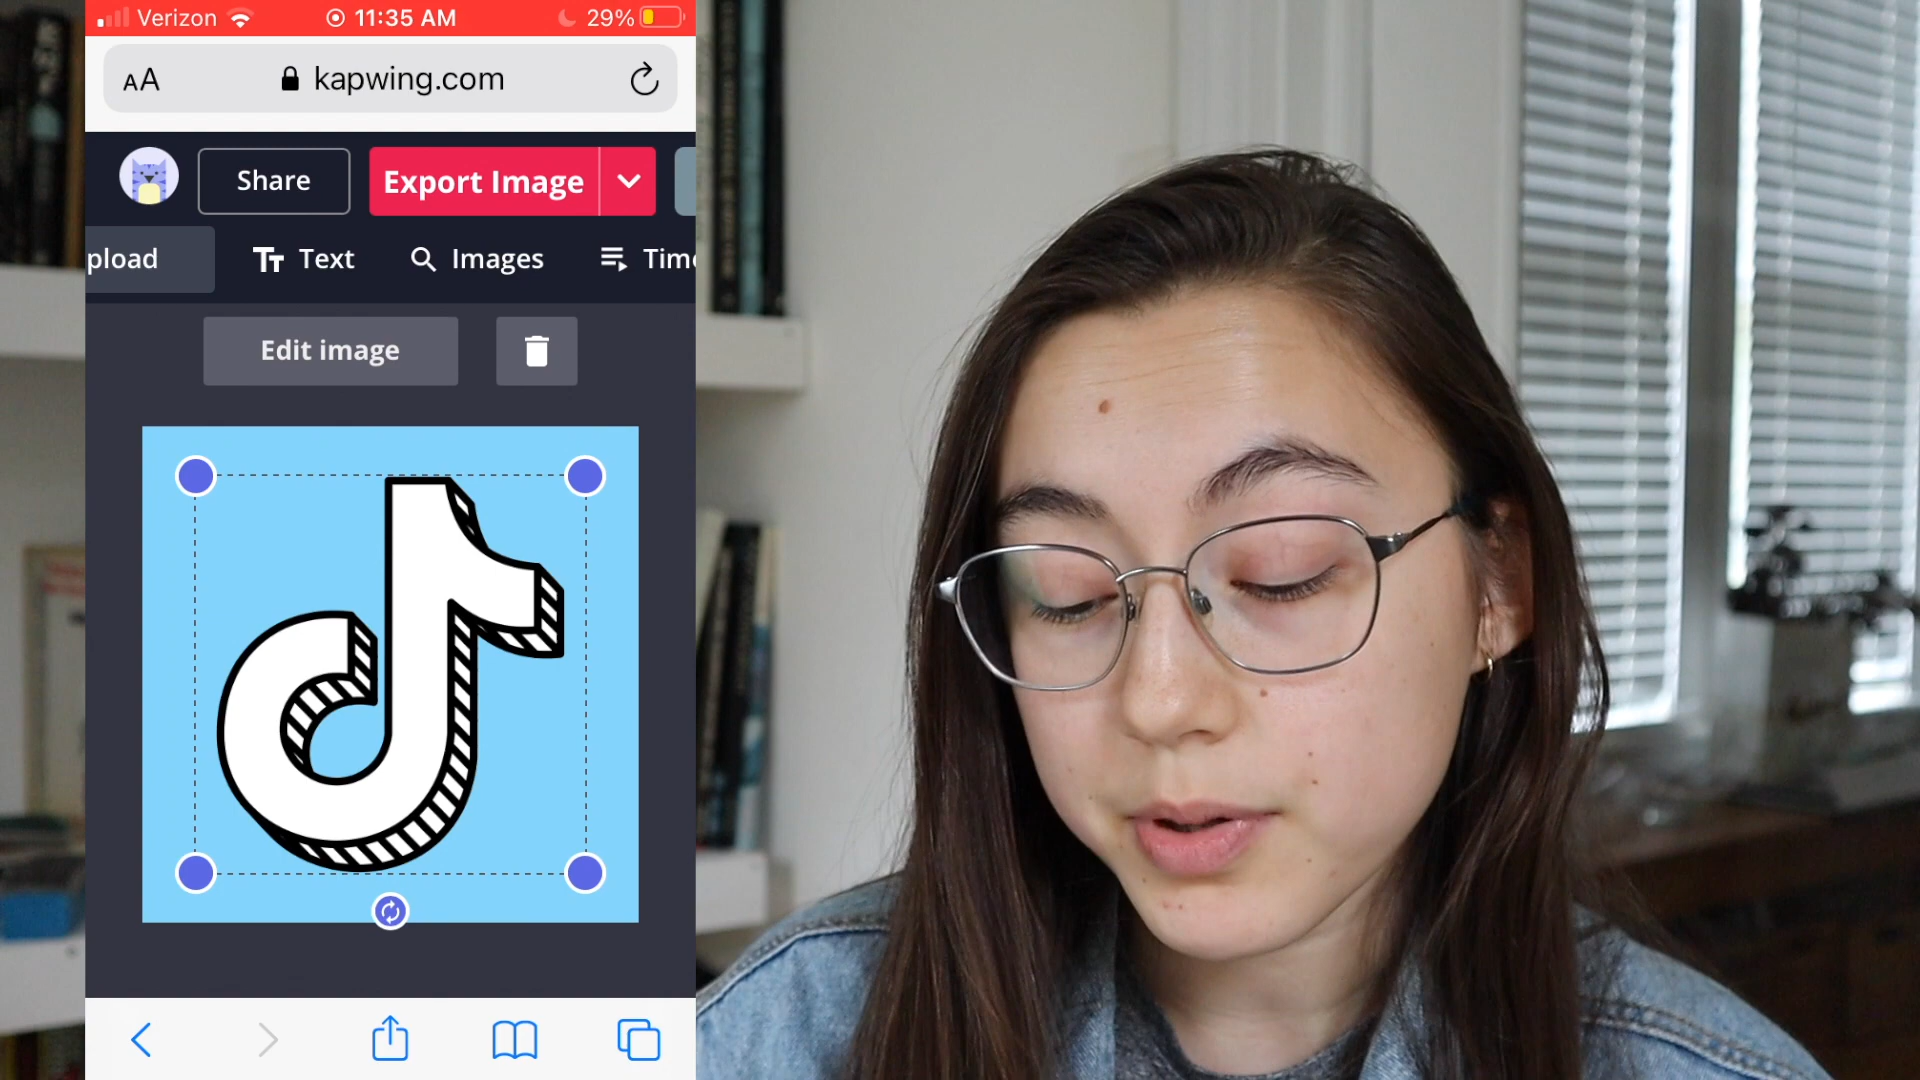 Verizon 11:35 AM 29%
AA kapwing.com
Share Export Image
pload Text Images Time
Edit image